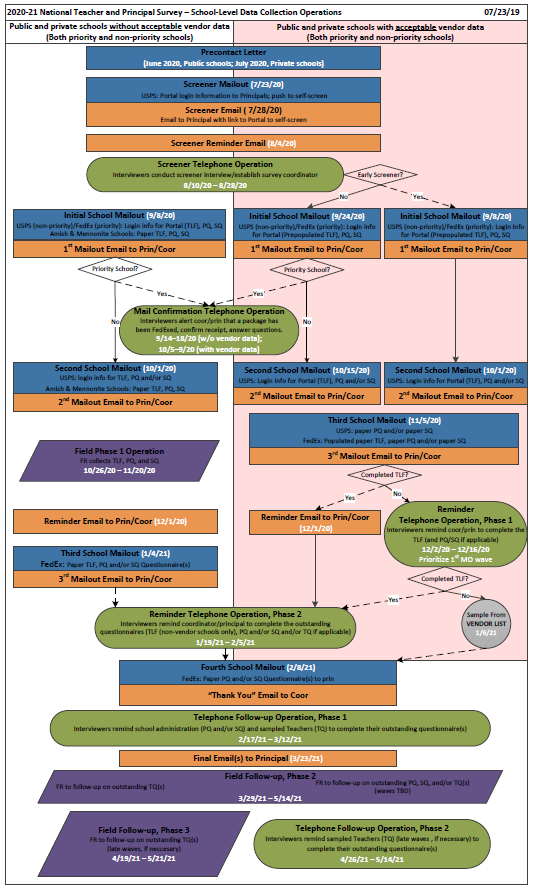 2020-21 National Teacher and Principal Survey – School-Level Data Collection Operations
07/23/19
Public and private schools without acceptable vendor data
(Both priority and non-priority schools)
Public and private schools with acceptable vendor data
(Both priority and non-priority schools)
Precontact Letter
(June 2020, Public schools; July 2020, Private schools)
Screener Mailout (7/23/20)
USPS: Portal login information to Principals; push to self-screen
Screener Email ( 7/28/20)
Email to Principal with link to Portal to self-screen
Screener Reminder Email (8/4/20)
Screener Telephone Operation
Interviewers conduct screener interview/establish survey coordinator
8/10/20 – 8/28/20
Early Screener?
No
Yes
Initial School Mailout (9/8/20)
USPS (non-priority)/FedEx (priority): Login info for Portal (TLF), PQ, SQ
Amish & Mennonite Schools: Paper TLF, PQ, SQ
1st Mailout Email to Prin/Coor
Initial School Mailout (9/24/20)
USPS (non-priority)/FedEx (priority): Login info
for Portal (Prepopulated TLF), PQ, SQ
1st Mailout Email to Prin/Coor
Initial School Mailout (9/8/20)
USPS (non-priority)/FedEx (priority): Login info
for Portal (Prepopulated TLF), PQ, SQ
1st Mailout Email to Prin/Coor
Priority School?
Priority School?
Yes
Yes
No
No
Mail Confirmation Telephone Operation
Interviewers alert coor/prin that a package has
been FedExed, confirm receipt, answer questions.
9/14–18/20 (w/o vendor data);
10/5–9/20 (with vendor data)
Second School Mailout (10/1/20)
USPS: login info for TLF, PQ and/or SQ
Amish & Mennonite Schools: Paper TLF, PQ, SQ
2nd Mailout Email to Prin/Coor
Second School Mailout (10/15/20)
USPS: Login info for Portal (TLF), PQ and/or SQ
2nd Mailout Email to Prin/Coor
Second School Mailout (10/1/20)
USPS: Login info for Portal (TLF), PQ and/or SQ
2nd Mailout Email to Prin/Coor
Third School Mailout (11/5/20)
USPS: paper PQ and/or paper SQ
FedEx: Populated paper TLF, paper PQ and/or paper SQ
3rd Mailout Email to Prin/Coor
Field Phase 1 Operation
FR collects TLF, PQ, and SQ
10/26/20 – 11/20/20
Completed TLF?
Yes
No
Reminder Email to Prin/Coor (12/1/20)
Reminder Email to Prin/Coor
(12/1/20)
Reminder
Telephone Operation, Phase 1
Interviewers remind coor/prin to complete the
TLF (and PQ/SQ if applicable)
12/2/20 – 12/16/20
Prioritize 1st MO wave
Third School Mailout (1/4/21)
FedEx: Paper TLF, PQ and/or SQ Questionnaire(s)
3rd Mailout Email to Prin/Coor
Completed TLF?
Yes
No
Reminder Telephone Operation, Phase 2
Interviewers remind coordinator/principal to complete the outstanding
questionnaires (TLF (non-vendor schools only), PQ and/or SQ and/or TQ if applicable)
1/19/21 – 2/5/21
Sample From
VENDOR LIST
1/6/21
Fourth School Mailout (2/8/21)
FedEx: Paper PQ and/or SQ Questionnaire(s) to prin
“Thank You” Email to Coor
Telephone Follow-up Operation, Phase 1
Interviewers remind school administration (PQ and/or SQ) and sampled Teachers (TQ) to complete their outstanding questionnaire(s)
2/17/21 – 3/12/21
Final Email(s) to Principal (3/23/21)
Field Follow-up, Phase 2
FR to follow-up on outstanding TQ(s)
FR to follow-up on outstanding PQ, SQ, and/or TQ(s)
(waves TBD)
3/29/21 – 5/14/21
Field Follow-up, Phase 3
FR to follow-up on outstanding TQ(s)
(late waves, if neccesary)
4/19/21 – 5/21/21
Telephone Follow-up Operation, Phase 2
Interviewers remind sampled Teachers (TQ) (late waves , if necessary) to
complete their outstanding questionnaire(s)
4/26/21 – 5/14/21